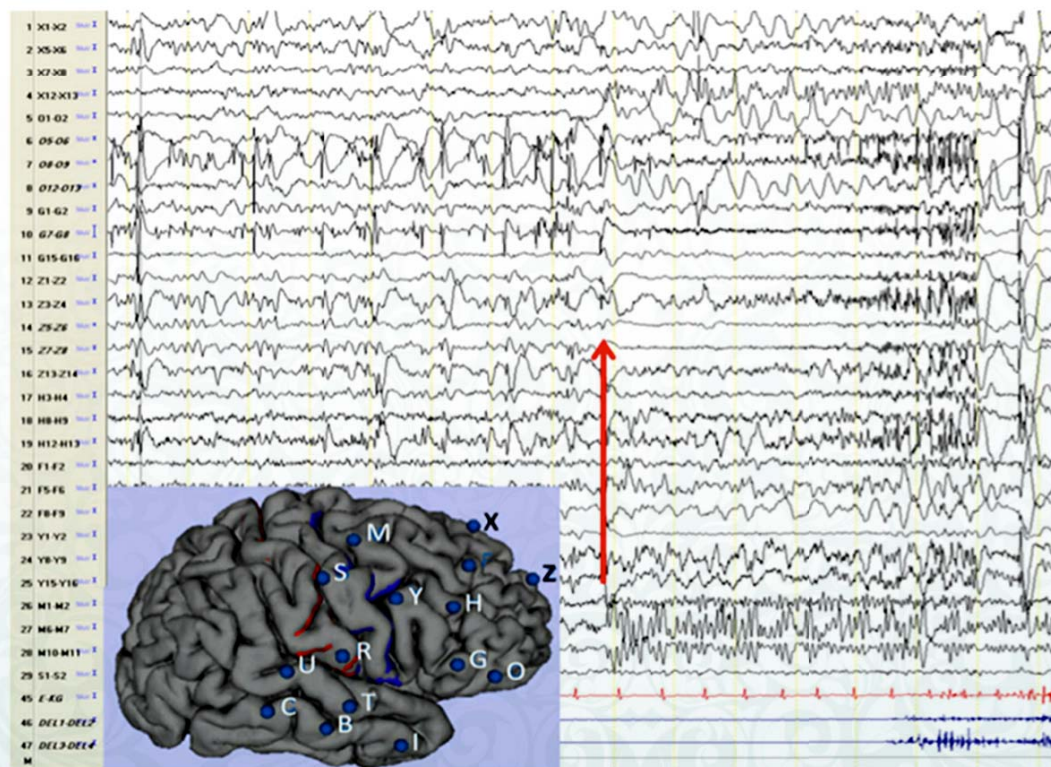 1 X1-X2
2 X5-X6
3 X7-X8
4 X12-X13
5 O1-O2
6 O5-O6
7 O8-O9
8 O12-O13
9 G1-G2
10 G7-G8
11 G15-G16
12 Z1-Z2
13 Z3-Z4
14 Z5-Z6
15 Z7-Z8
16 Z13-Z14
17 H3-H4
18 H8-H9
19 H12-H13
20 F1-F2
21 F5-F6
22 F8-F9
23 Y1-Y2
24 Y8-Y9
25 Y15-Y16
26 M1-M2
27 M6-M7
28 M10-M11
29 S1-S2
45 E-KG
46 DEL1-DEL2
47 DEL3-DEL4
M
X
M
F
Z
S
Y
H
R
G
U
O
C
T
B
I